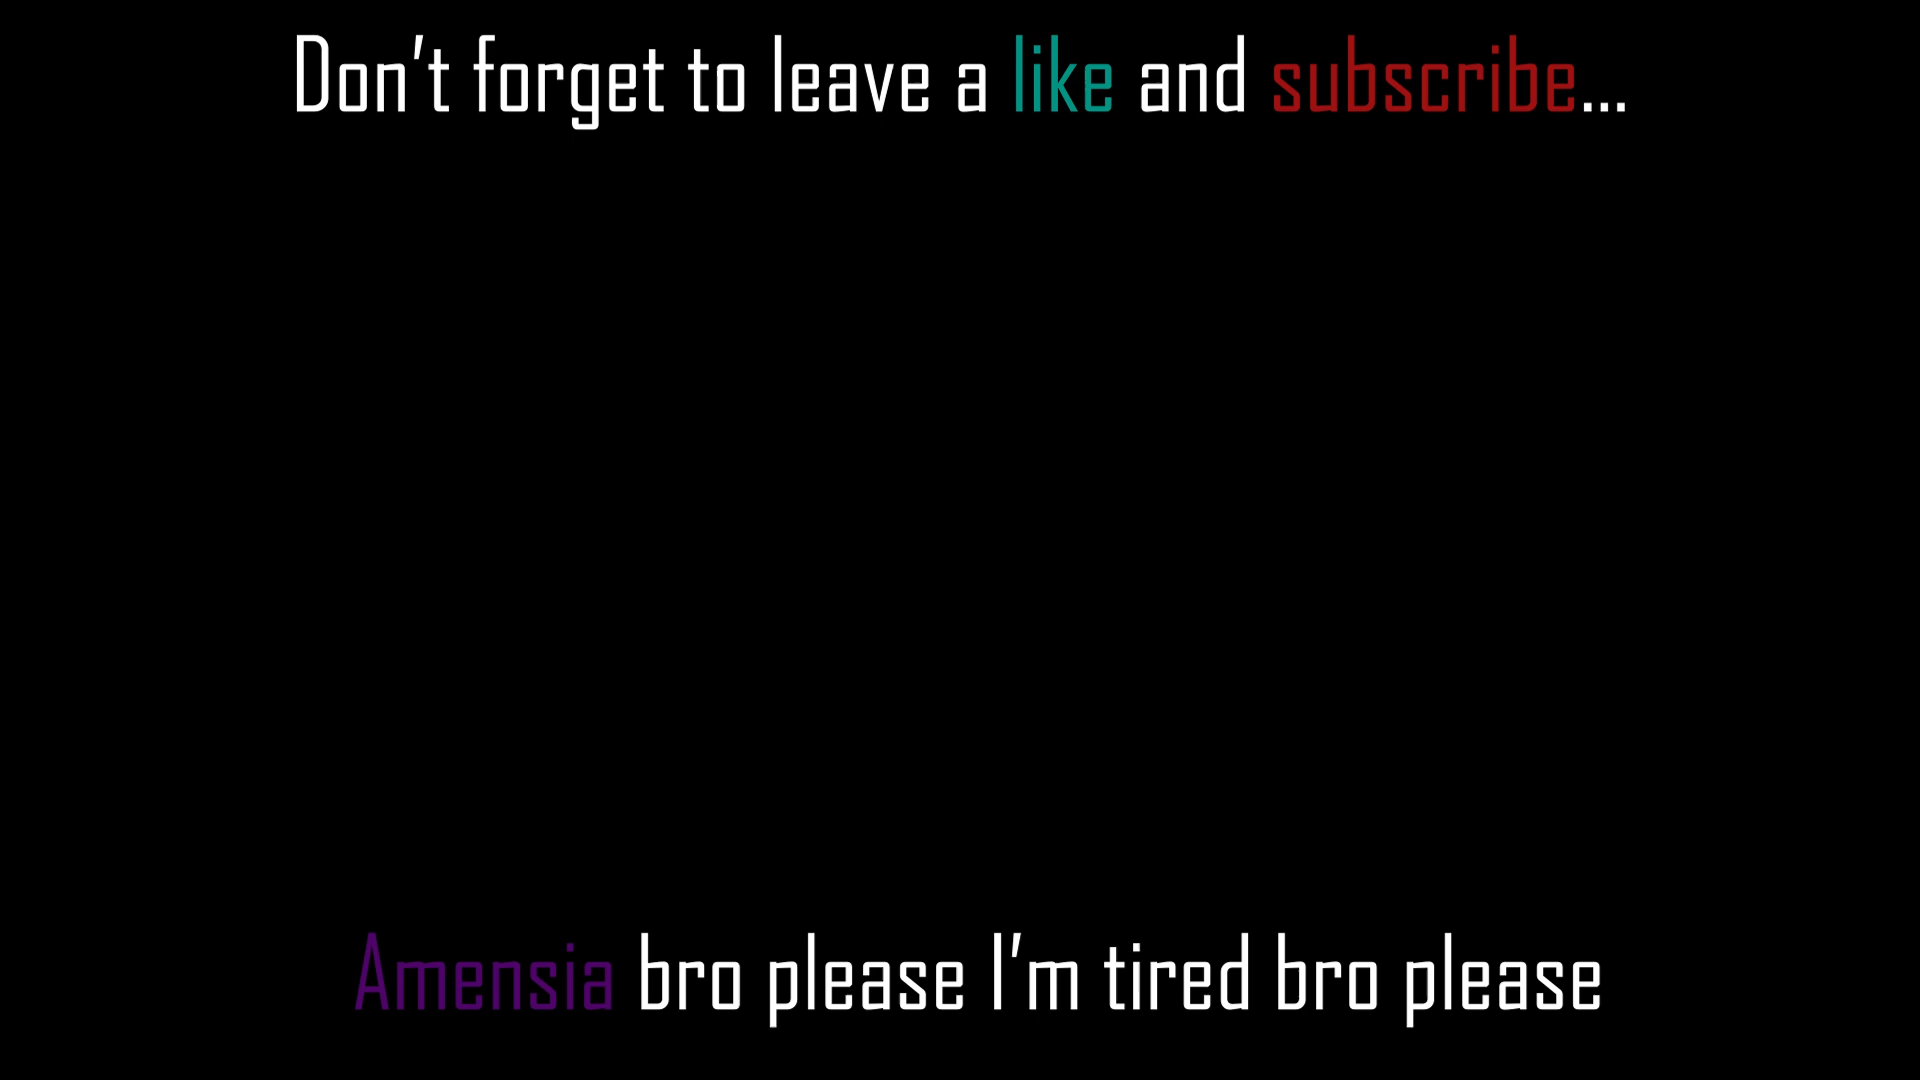 Don't forget to leave a like and subscribe...
Amensia bro please I'm tired bro please